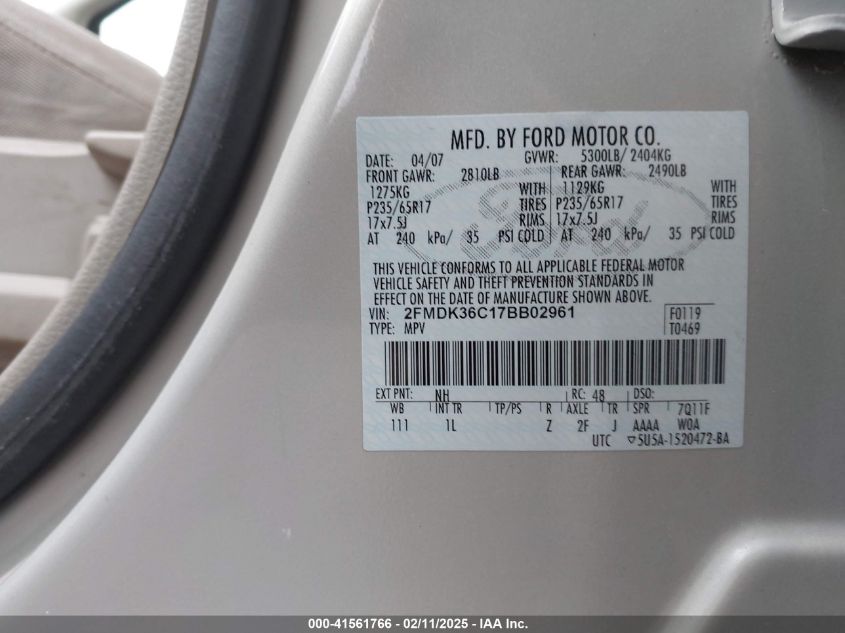 MFD. BY FORD MOTOR CO.
DATE: 04/07 GVWR: 5300LB/ 2404KG
FRONT GAWR: 2810LB REAR GAWR: 2490LB
1275KG WITH 1129KG WITH
P235/65R17 TIRES P235/65R17 TIRES
17x7.5J RIMS 17x7.5J RIMS
AT 240 kPa/ 35 PSI COLD AT 240 kPa/ 35 PSI COLD
Ford
THIS VEHICLE CONFORMS TO ALL APPLICABLE FEDERAL MOTOR
VEHICLE SAFETY AND THEFT PREVENTION STANDARDS IN
EFFECT ON THE DATE OF MANUFACTURE SHOWN ABOVE.
VIN: 2FMDK36C17BB02961 F0119
TYPE: MPV T0469
EXT PNT: NH RC: 48 DSO:
WB INT TR TP/PS R AXLE TR SPR 7Q11F
111 1L Z 2F J AAAA W0A
UTC ▽5U5A-1520472-BA
000-41561766 - 02/11/2025 - IAAI.com, Inc.